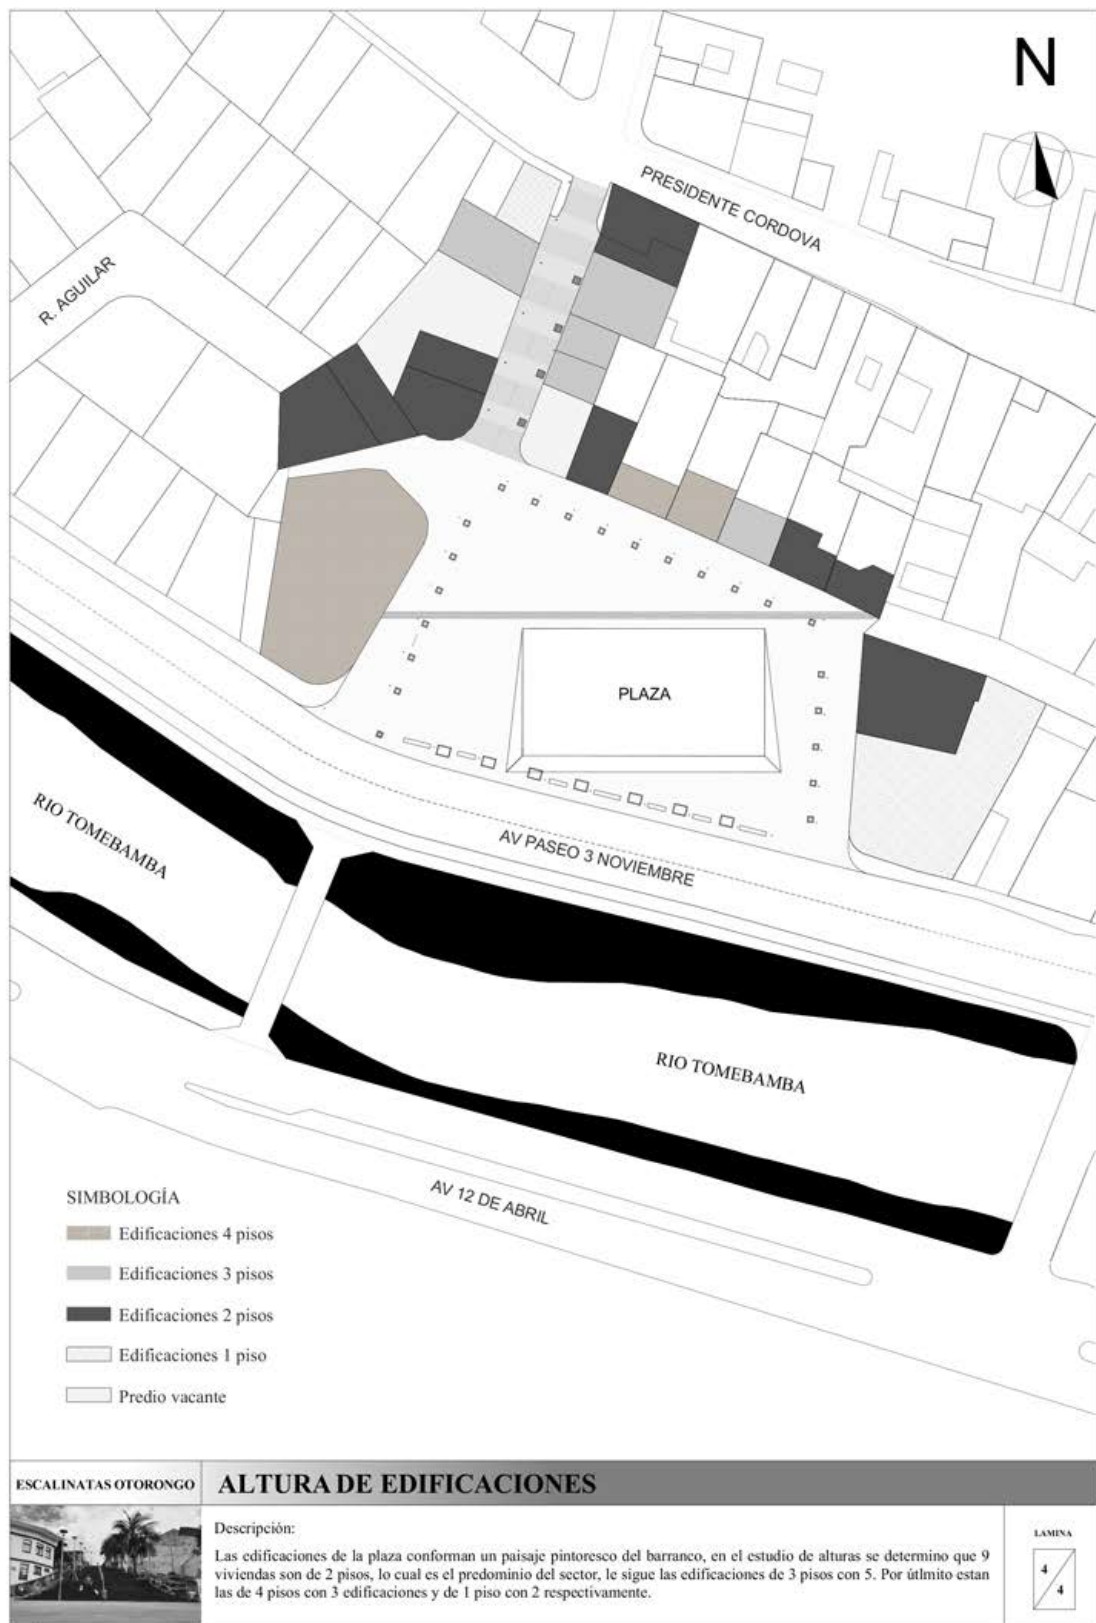 N
PRESIDENTE CORDOVA
R. AGUILAR
PLAZA
RIO TOMEBAMBA
AV PASEO 3 NOVIEMBRE
RIO TOMEBAMBA
AV 12 DE ABRIL
SIMBOLOGÍA
Edificaciones 4 pisos
Edificaciones 3 pisos
Edificaciones 2 pisos
Edificaciones 1 piso
Predio vacante
ESCALINATAS OTORONGO
ALTURA DE EDIFICACIONES
Descripción:
Las edificaciones de la plaza conforman un paisaje pintoresco del barranco, en el estudio de alturas se determino que 9
viviendas son de 2 pisos, lo cual es el predominio del sector, le sigue las edificaciones de 3 pisos con 5. Por útlmito estan
las de 4 pisos con 3 edificaciones y de 1 piso con 2 respectivamente.
LAMINA
4
4